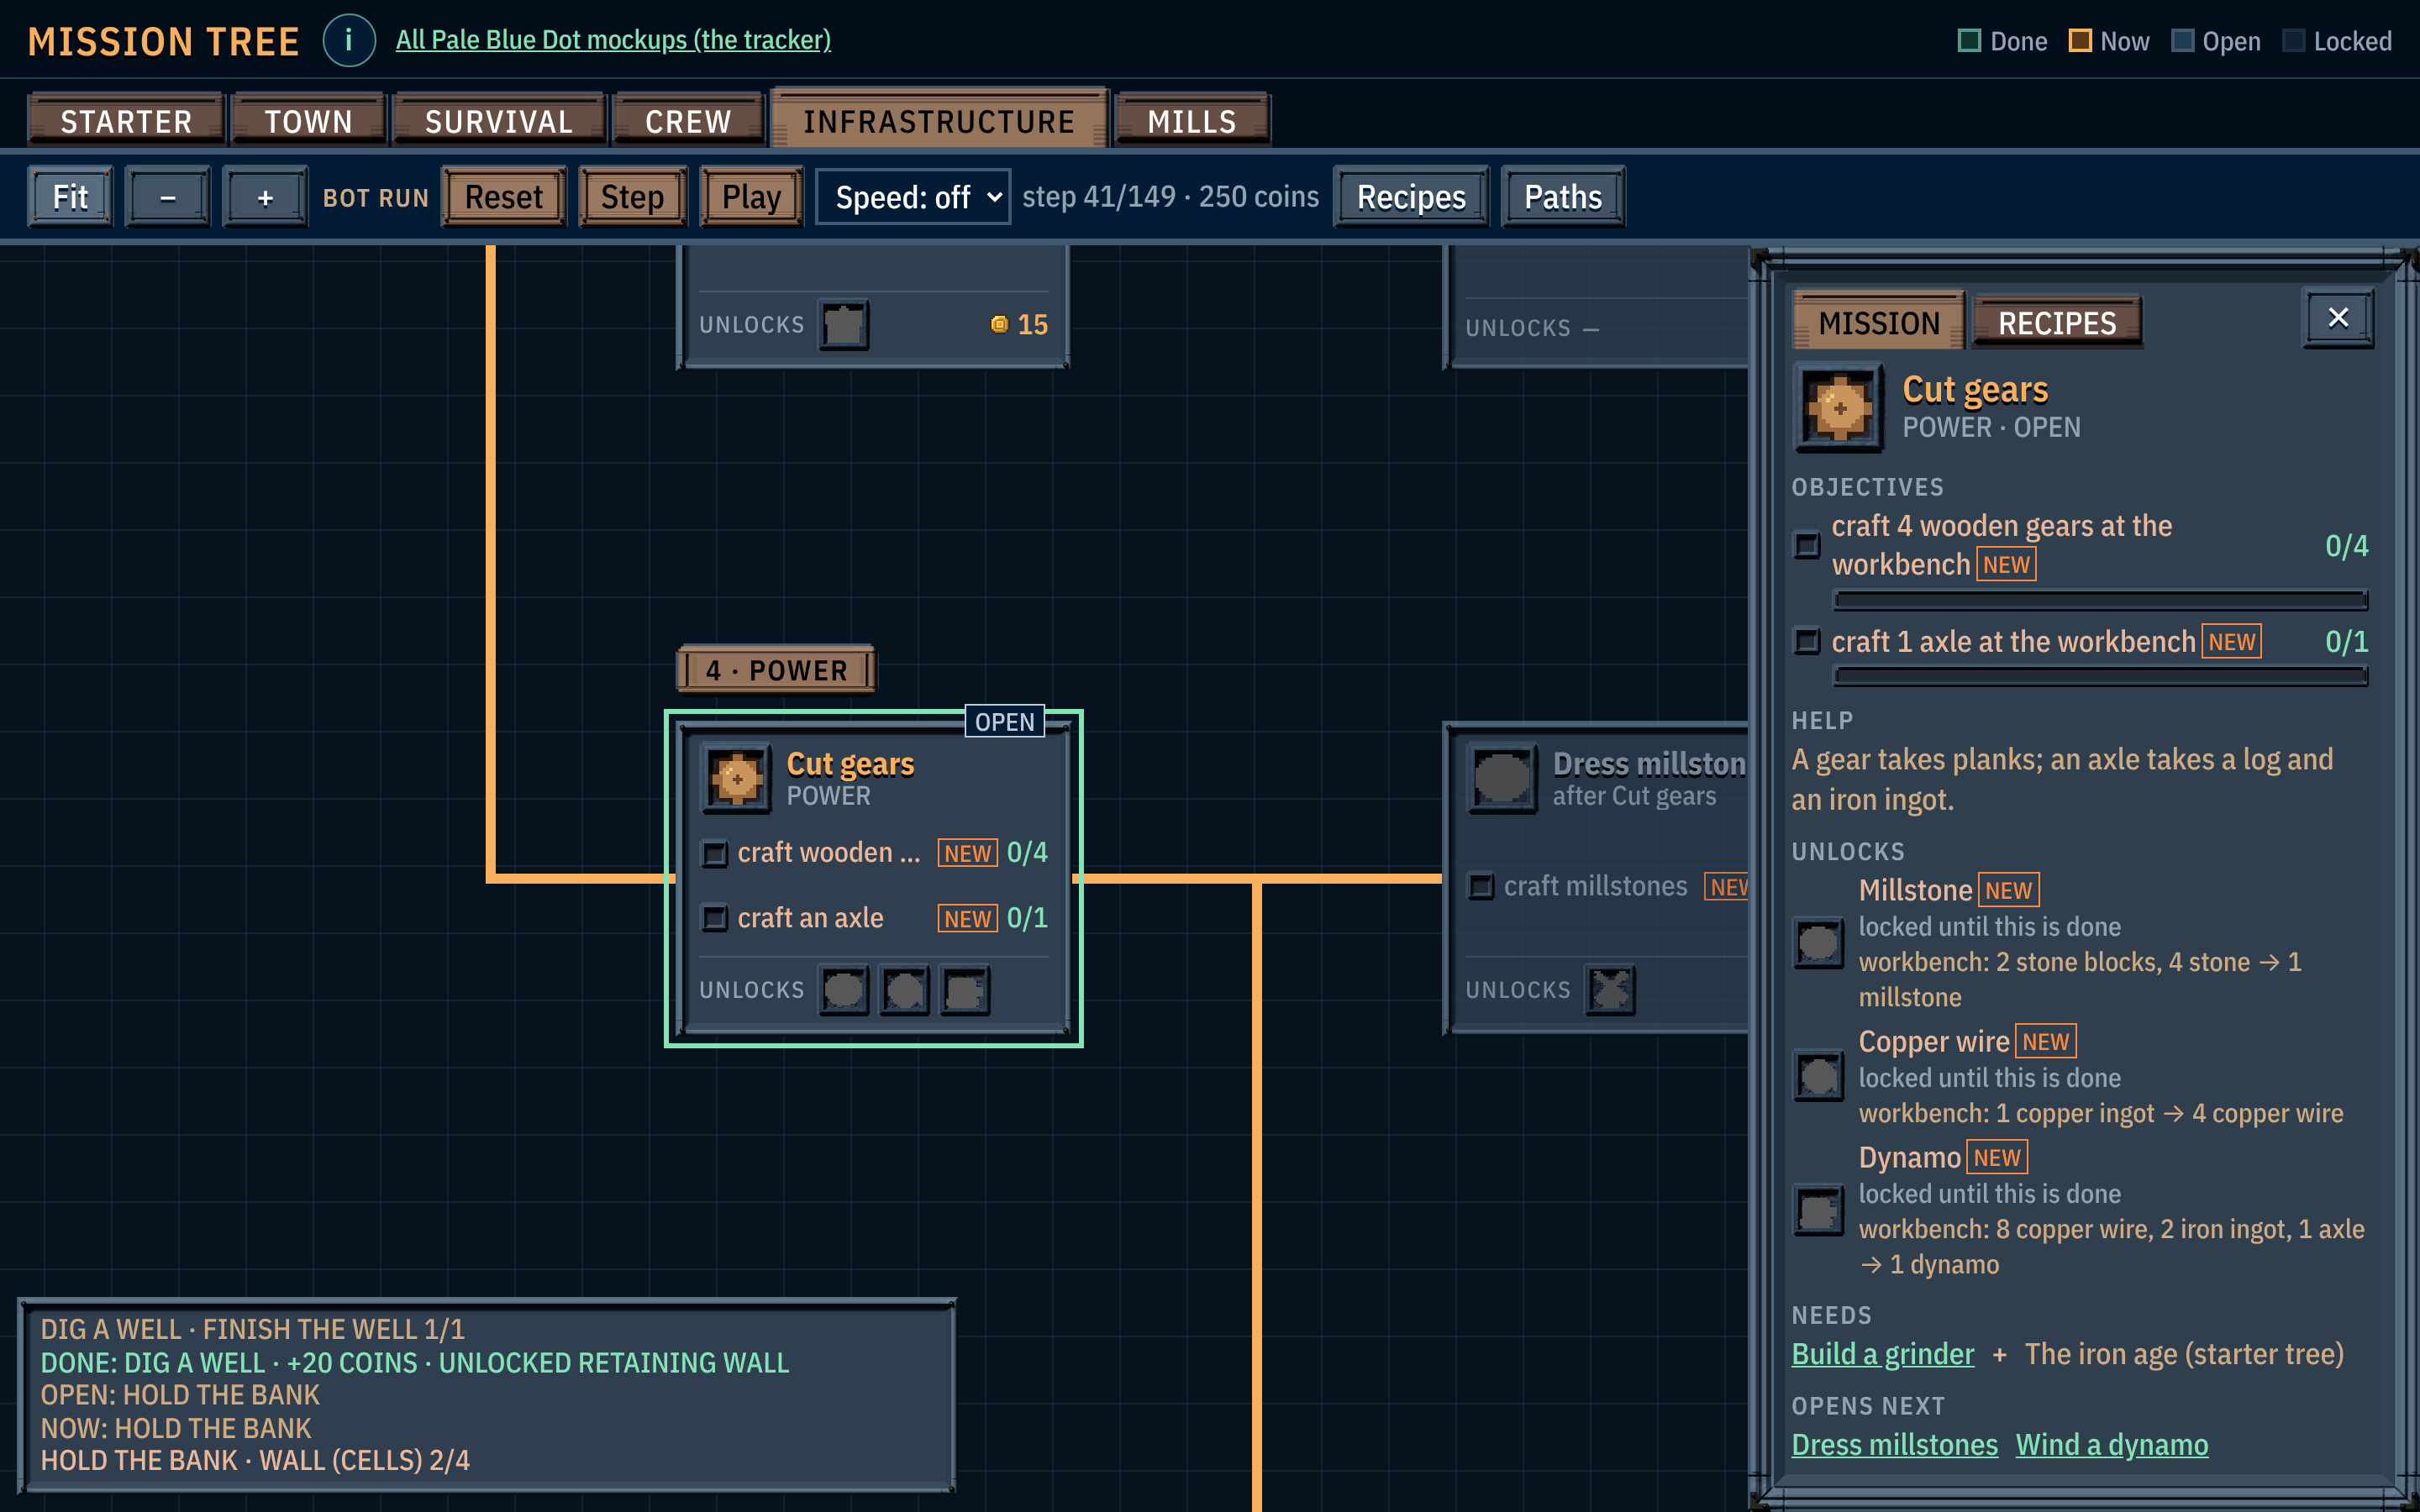 MISSION TREE
i
All Pale Blue Dot mockups (the tracker)
Done
Now
Open
Locked
STARTER
TOWN
SURVIVAL
CREW
INFRASTRUCTURE
MILLS
Fit
−
+
BOT RUN
Reset
Step
Play
Speed: off
step 41/149 · 250 coins
Recipes
Paths
UNLOCKS
15
UNLOCKS —
4 · POWER
OPEN
Cut gears
POWER
craft wooden ... NEW 0/4
craft an axle NEW 0/1
UNLOCKS
Dress millston
after Cut gears
craft millstones NEW
UNLOCKS
DIG A WELL · FINISH THE WELL 1/1
DONE: DIG A WELL · +20 COINS · UNLOCKED RETAINING WALL
OPEN: HOLD THE BANK
NOW: HOLD THE BANK
HOLD THE BANK · WALL (CELLS) 2/4
MISSION
RECIPES
×
Cut gears
POWER · OPEN
OBJECTIVES
craft 4 wooden gears at the
workbench NEW
0/4
craft 1 axle at the workbench NEW 0/1
HELP
A gear takes planks; an axle takes a log and
an iron ingot.
UNLOCKS
Millstone NEW
locked until this is done
workbench: 2 stone blocks, 4 stone → 1
millstone
Copper wire NEW
locked until this is done
workbench: 1 copper ingot → 4 copper wire
Dynamo NEW
locked until this is done
workbench: 8 copper wire, 2 iron ingot, 1 axle
→ 1 dynamo
NEEDS
Build a grinder + The iron age (starter tree)
OPENS NEXT
Dress millstones Wind a dynamo